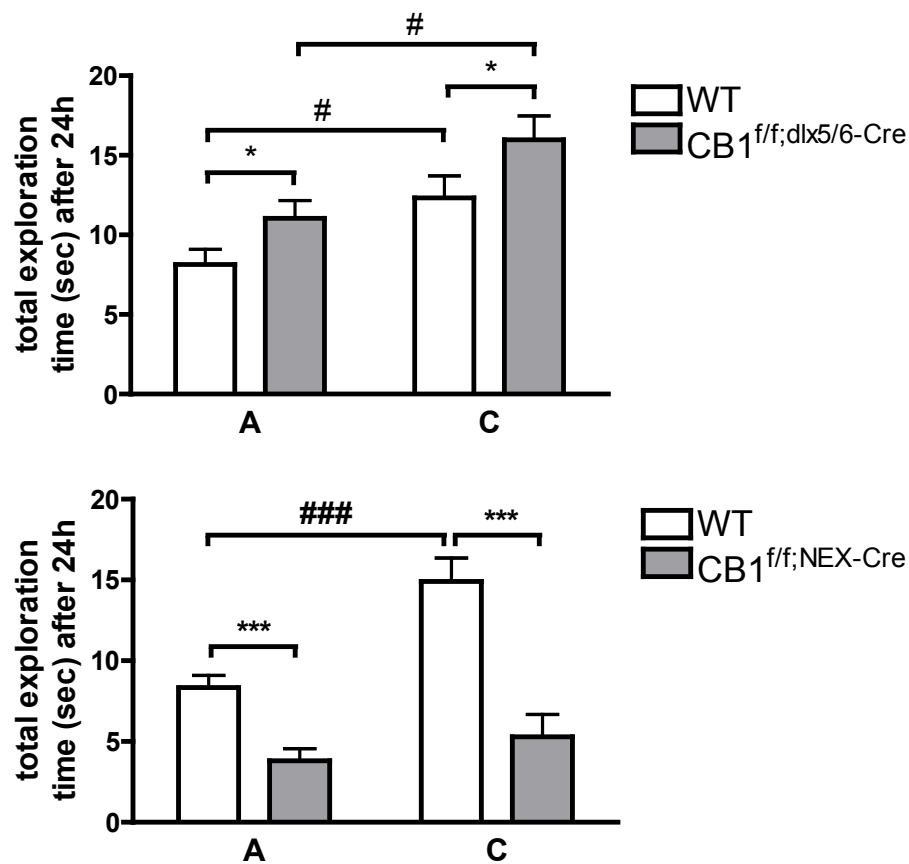 #
*
20
WT
#
CB1f/f;dlx5/6-Cre
15
*
10
5
0
total exploration
time (sec) after 24h
A C
20
###
***
WT
CB1f/f;NEX-Cre
15
***
10
5
0
total exploration
time (sec) after 24h
A C